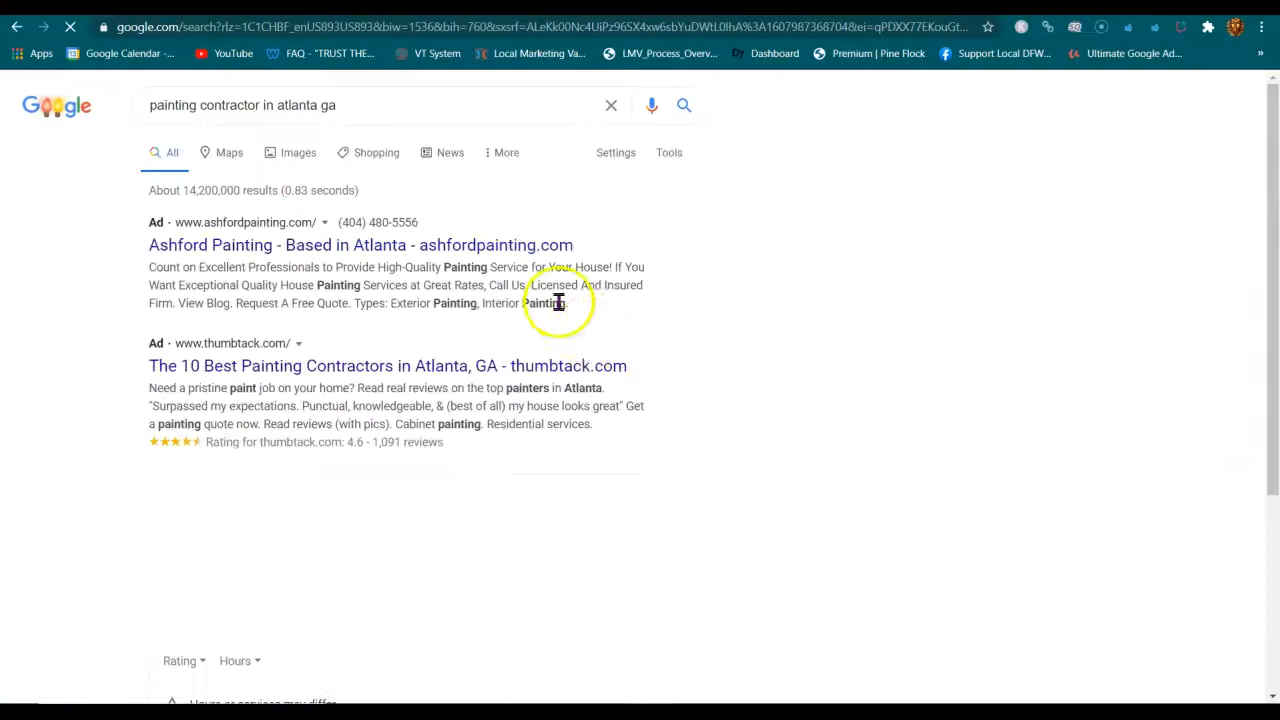 google.com/search?rlz=1C1CHBF_enUS893US893&biw=1536&bih=760&sxsrf=
Apps Google Calendar -... YouTube FAQ - "TRUST THE... VT System Local Marketing Va... LMV_Process_Overv... Dashboard Premium | Pine Flock Support Local DFW... Ultimate Google Ad... »
Google painting contractor in atlanta ga
All Maps Images Shopping News More Settings Tools
About 14,200,000 results (0.83 seconds)
Ad · www.ashfordpainting.com/ (404) 480-5556
Ashford Painting - Based in Atlanta - ashfordpainting.com
Count on Excellent Professionals to Provide High-Quality Painting Service for Your House! If You
Want Exceptional Quality House Painting Services at Great Rates, Call Us. Licensed And Insured
Firm. View Blog. Request A Free Quote. Types: Exterior Painting, Interior Painting.
Ad · www.thumbtack.com/
The 10 Best Painting Contractors in Atlanta, GA - thumbtack.com
Need a pristine paint job on your home? Read real reviews on the top painters in Atlanta.
"Surpassed my expectations. Punctual, knowledgeable, & (best of all) my house looks great" Get
a painting quote now. Read reviews (with pics). Cabinet painting. Residential services.
Rating for thumbtack.com: 4.6 - 1,091 reviews
Rating Hours
Hours or services may differ